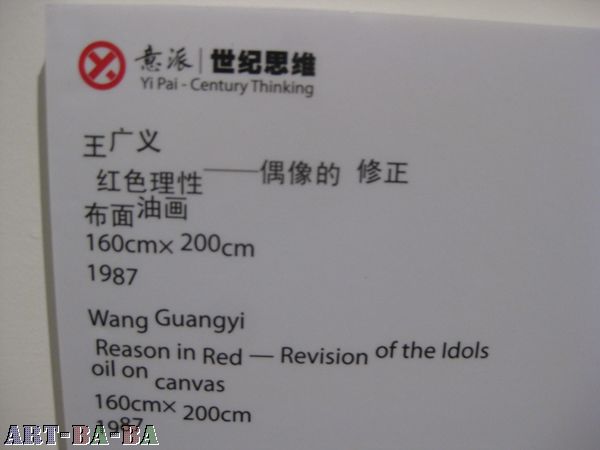 意派 | 世纪思维
Yi Pai - Century Thinking
王广义
红色理性——偶像的 修正
布面油画
160cm× 200cm
1987
Wang Guangyi
Reason in Red — Revision of the Idols
oil on canvas
160cm× 200cm
1987
ART-BA-BA